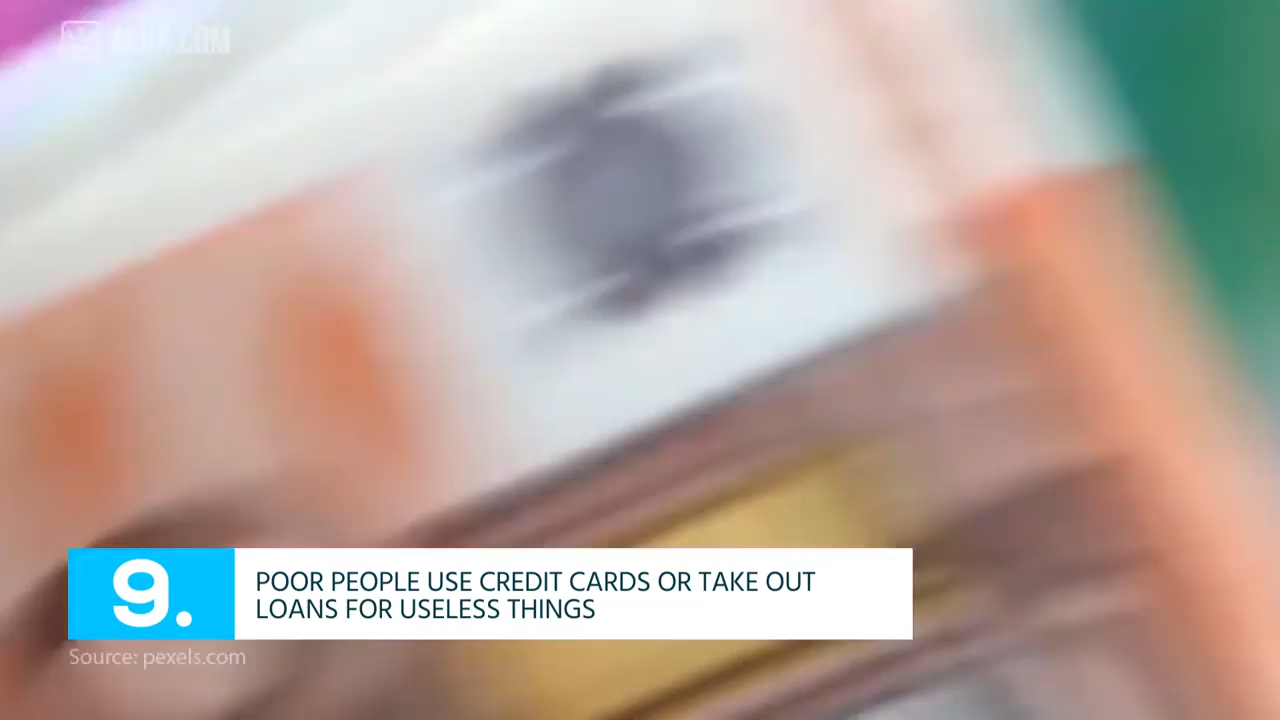 9.
POOR PEOPLE USE CREDIT CARDS OR TAKE OUT
LOANS FOR USELESS THINGS
Source: pexels.com